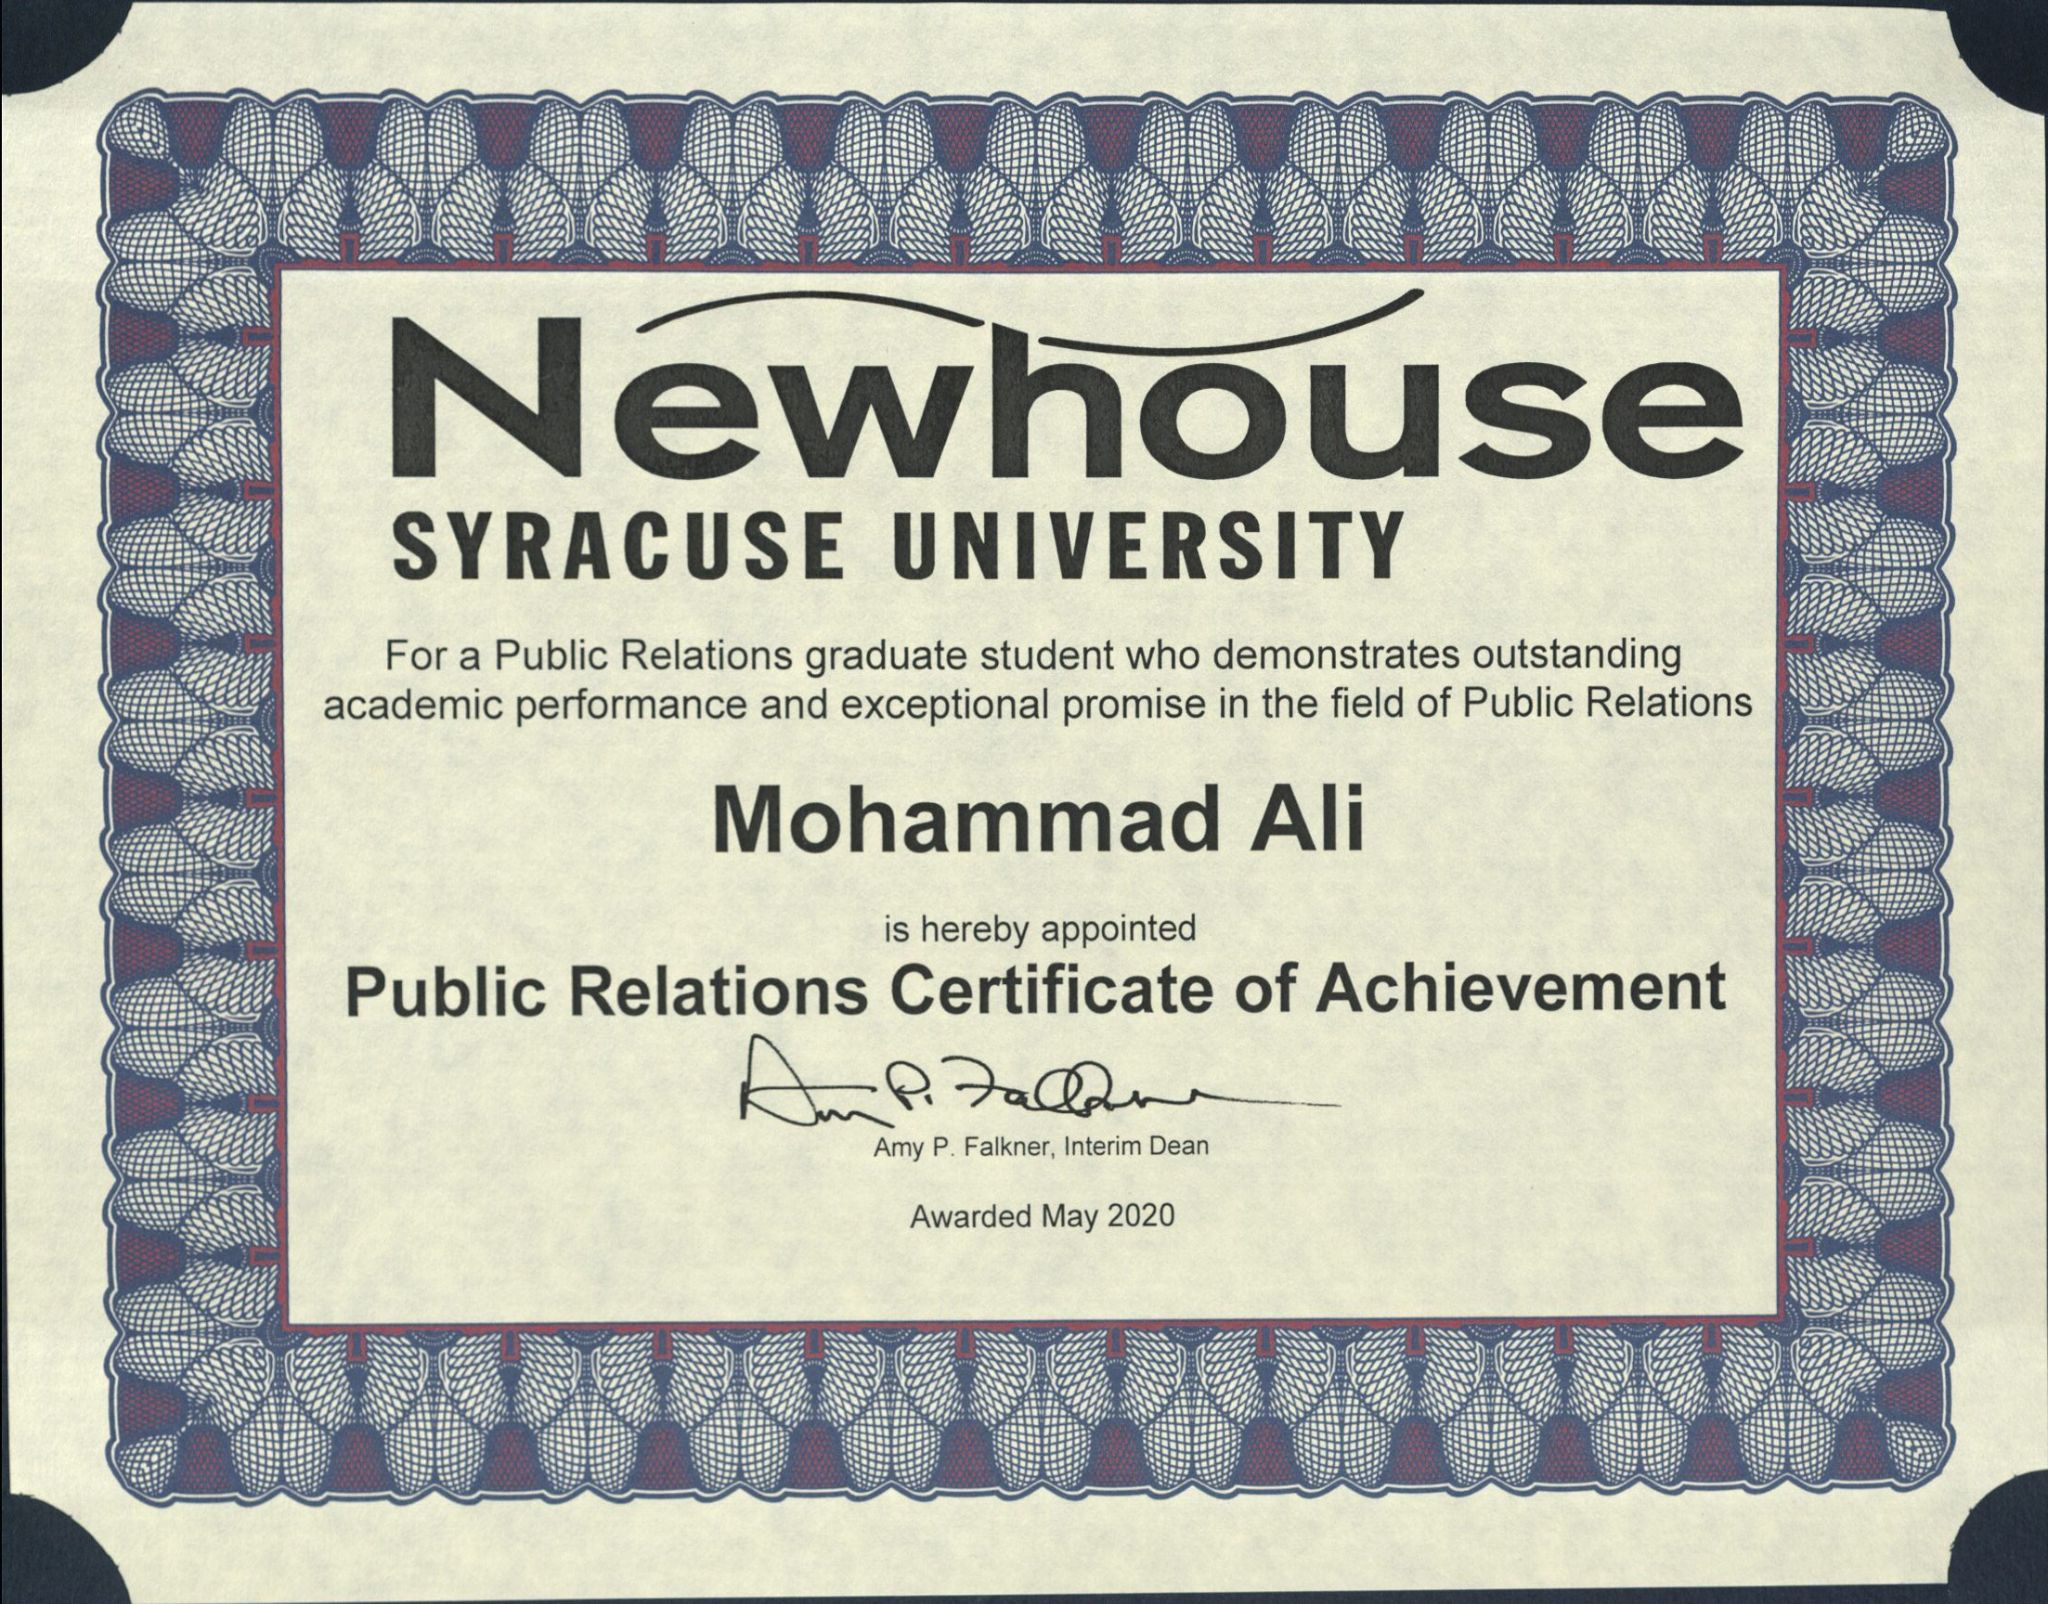 Newhouse
SYRACUSE UNIVERSITY
For a Public Relations graduate student who demonstrates outstanding
academic performance and exceptional promise in the field of Public Relations
Mohammad Ali
is hereby appointed
Public Relations Certificate of Achievement
Amy P. Falkner
Amy P. Falkner, Interim Dean
Awarded May 2020